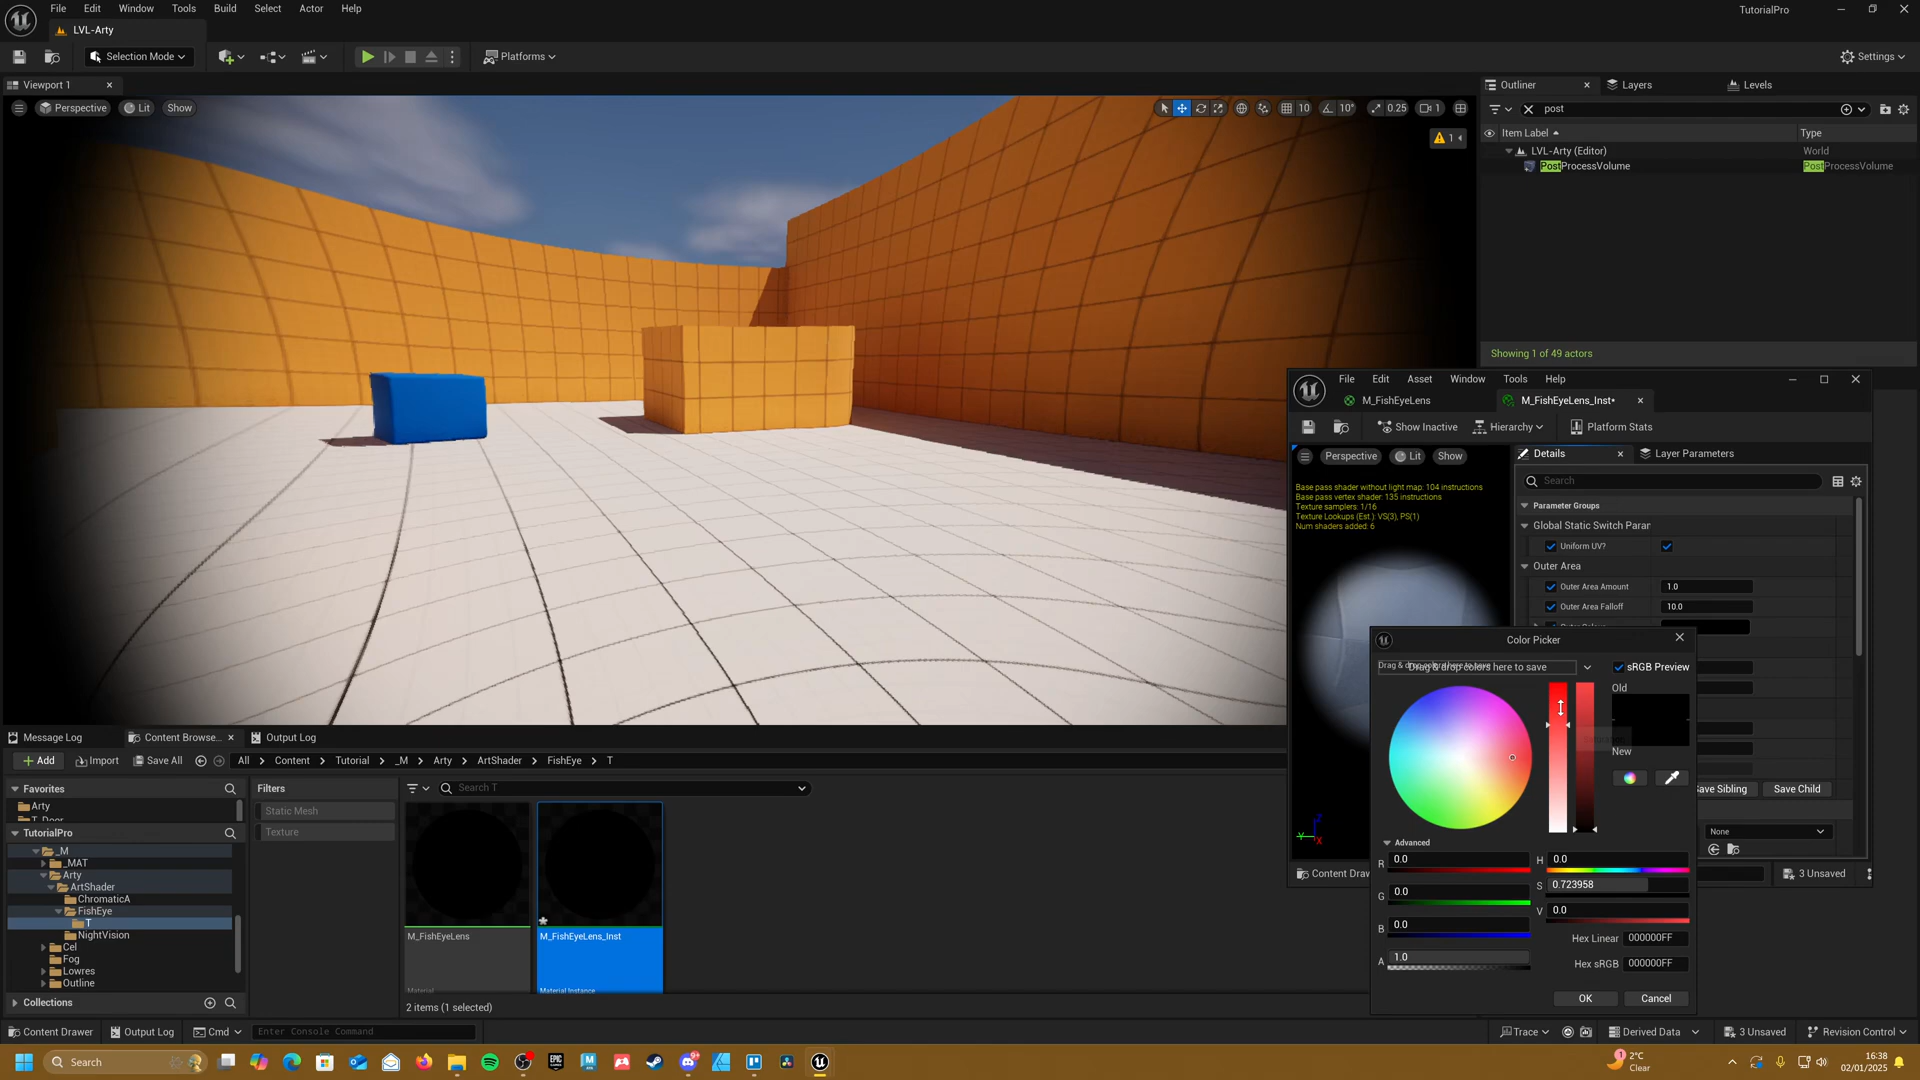 File Edit Window Tools Build Select Actor Help
TutorialPro
LVL-Arty
Selection Mode
Platforms
Settings
Viewport 1
Perspective Lit Show
10 10° 0.25 1
1
Outliner Layers Levels
post
Item Label Type
LVL-Arty (Editor) World
PostProcessVolume PostProcessVolume
Showing 1 of 49 actors
File Edit Asset Window Tools Help
M_FishEyeLens M_FishEyeLens_Inst*
Show Inactive Hierarchy Platform Stats
Perspective Lit Show
Base pass shader without light map: 104 instructions
Base pass vertex shader: 135 instructions
Texture samplers: 1/16
Texture Lookups (Est.): VS(3), PS(1)
Num shaders added: 6
Details Layer Parameters
Search
Parameter Groups
Global Static Switch Parar
Uniform UV?
Outer Area
Outer Area Amount 1.0
Outer Area Falloff 10.0
Color Picker
Drag & drop colors here to save
sRGB Preview
Old
New
Advanced
R 0.0 H 0.0
G 0.0 S 0.723958
B 0.0 V 0.0
A 1.0
Hex Linear 000000FF
Hex sRGB 000000FF
OK Cancel
Save Sibling Save Child
None
Content Draw
3 Unsaved
Message Log Content Browse... Output Log
Add Import Save All All Content Tutorial _M Arty ArtShader FishEye T
Favorites
Arty
TutorialPro
_M
_MAT
Arty
ArtShader
ChromaticA
FishEye
T
NightVision
Cel
Fog
Lowres
Outline
Collections
Filters
Static Mesh
Texture
Search T
M_FishEyeLens
Material
M_FishEyeLens_Inst
Material Instance
2 items (1 selected)
Content Drawer Output Log Cmd Enter Console Command
Trace Derived Data 3 Unsaved Revision Control
Search
1
2°C
Clear
16:38
02/01/2025